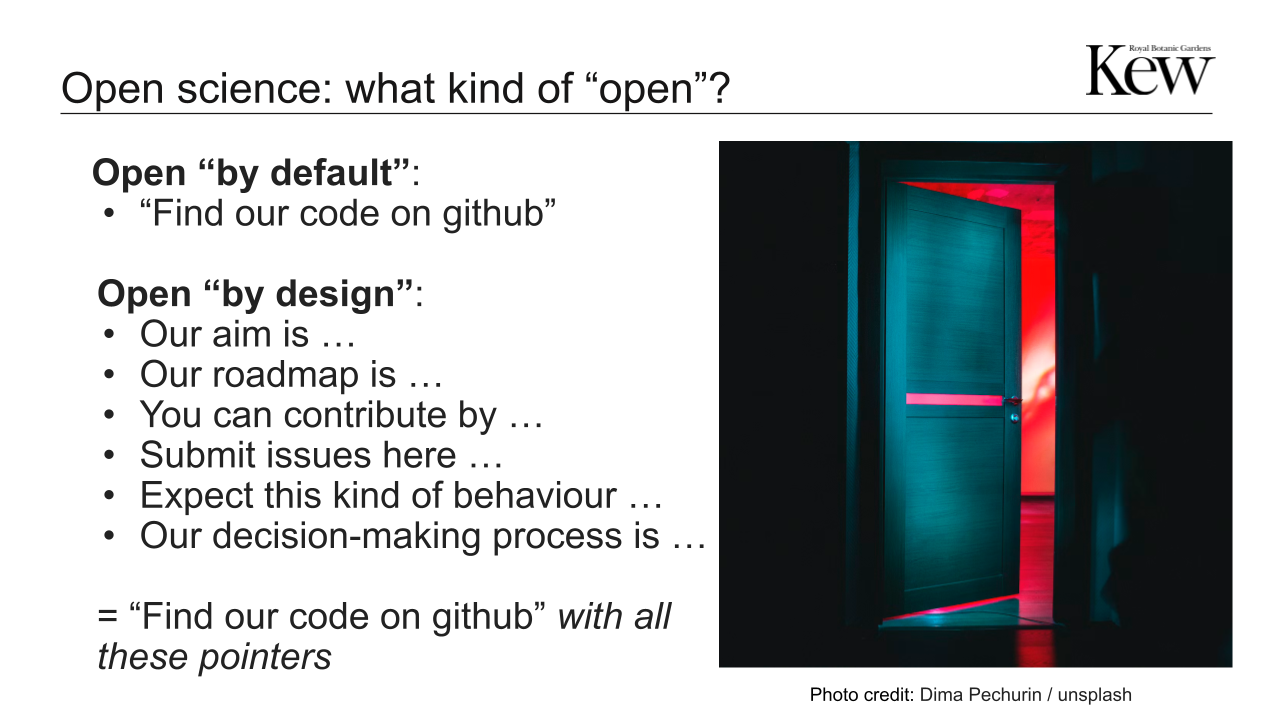 Royal Botanic Gardens
Kew
Open science: what kind of “open”?
Open “by default”:
• “Find our code on github”
Open “by design”:
• Our aim is …
• Our roadmap is …
• You can contribute by …
• Submit issues here …
• Expect this kind of behaviour …
• Our decision-making process is …
= “Find our code on github” with all
these pointers
Photo credit: Dima Pechurin / unsplash